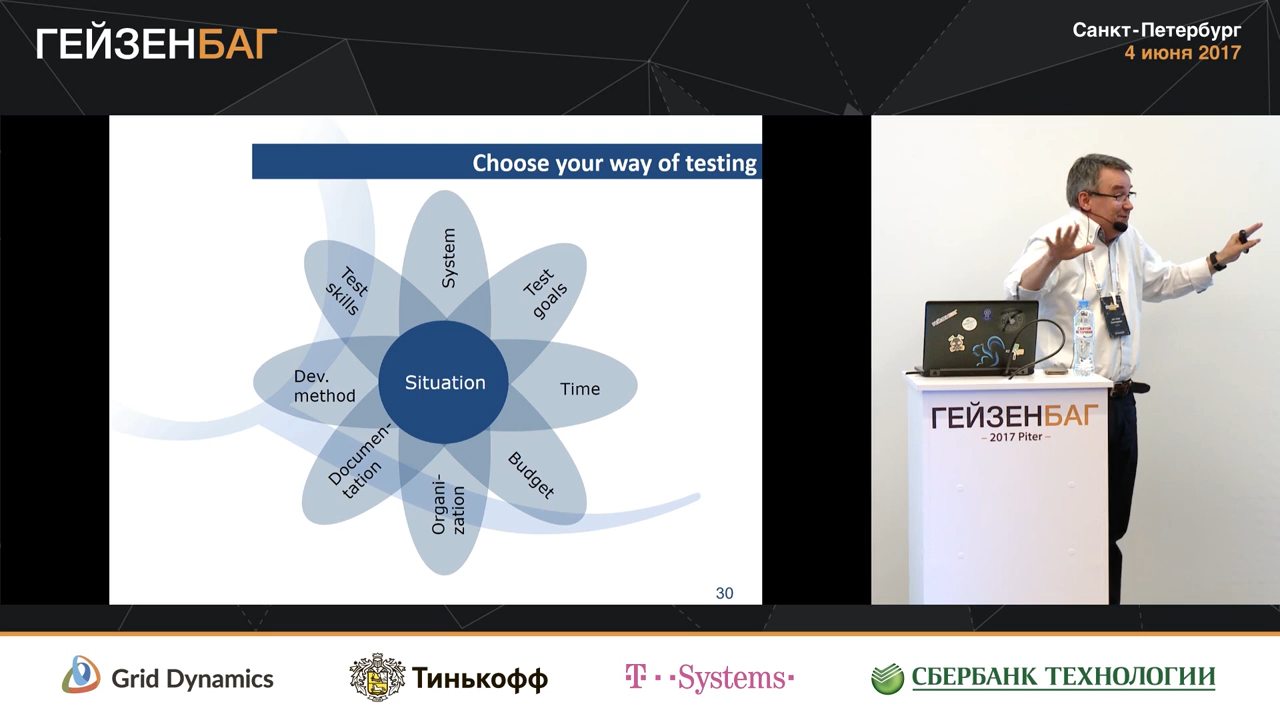 ГЕЙЗЕНБАГ
Санкт-Петербург
4 июня 2017
Choose your way of testing
System
Test
skills
Test
goals
Dev.
method
Situation
Time
Documen-
tation
Organi-
zation
Budget
30
ГЕЙЗЕНБАГ
– 2017 Piter –
Grid Dynamics
Тинькофф
T··Systems·
СБЕРБАНК ТЕХНОЛОГИИ